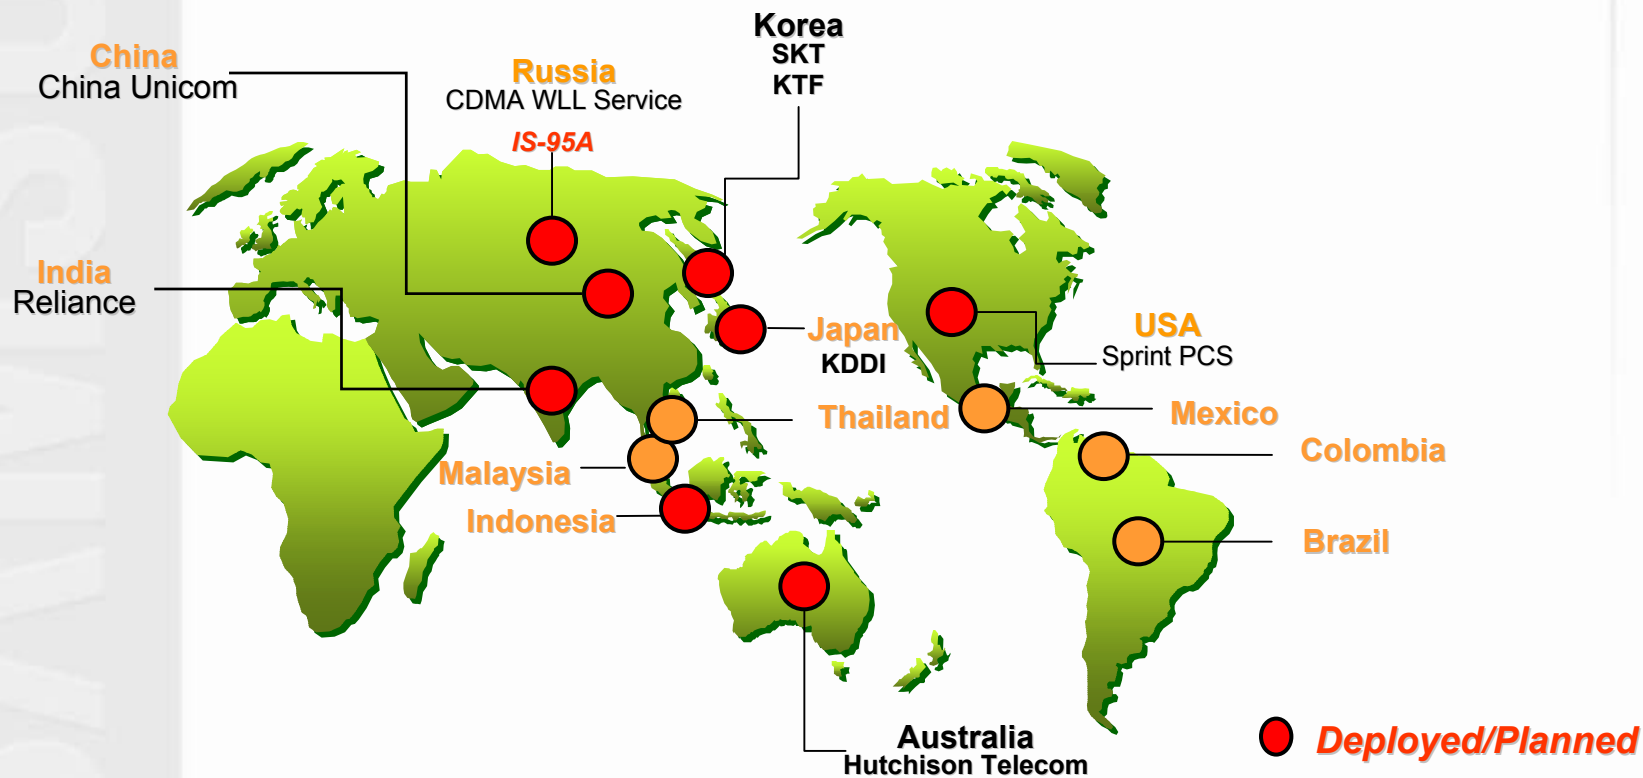 Korea
SKT
KTF
China
China Unicom
Russia
CDMA WLL Service
IS-95A
India
Reliance
Japan
KDDI
USA
Sprint PCS
Thailand
Mexico
Colombia
Malaysia
Indonesia
Brazil
Australia
Hutchison Telecom
Deployed/Planned